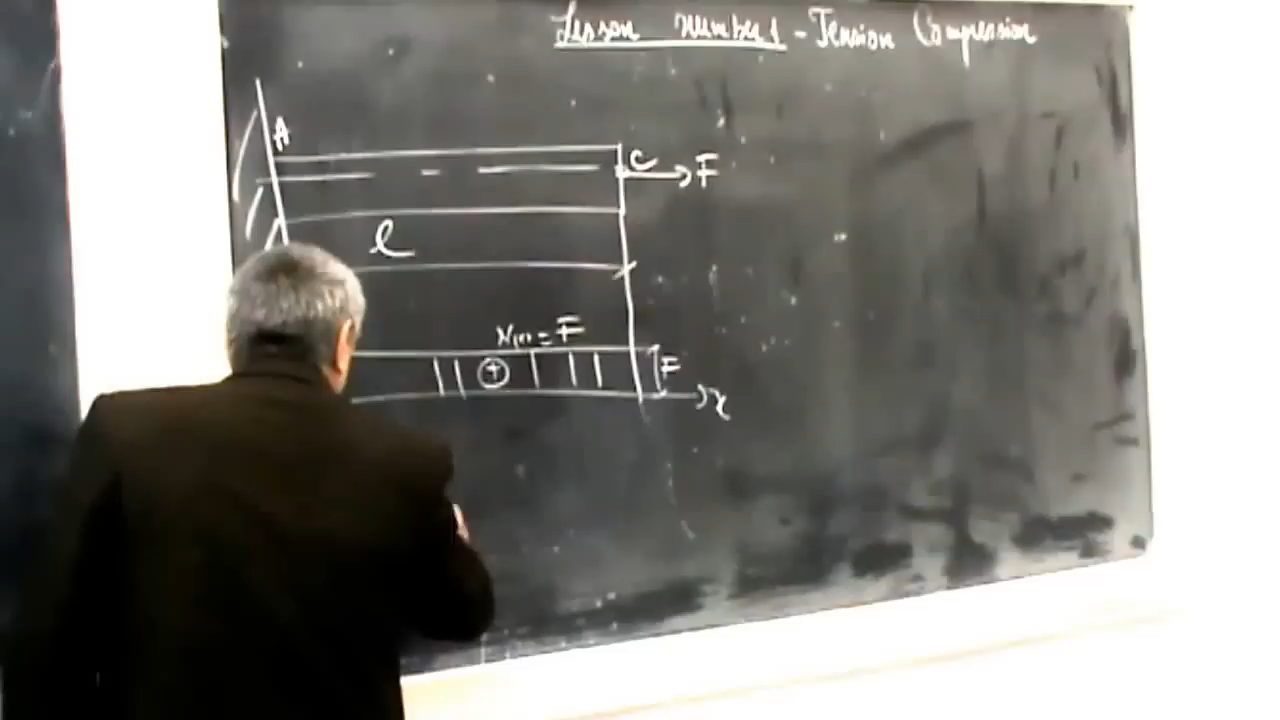 Lesson number 1 - Tension Compression
A
C
F
l
N(x) = F
+
F
x